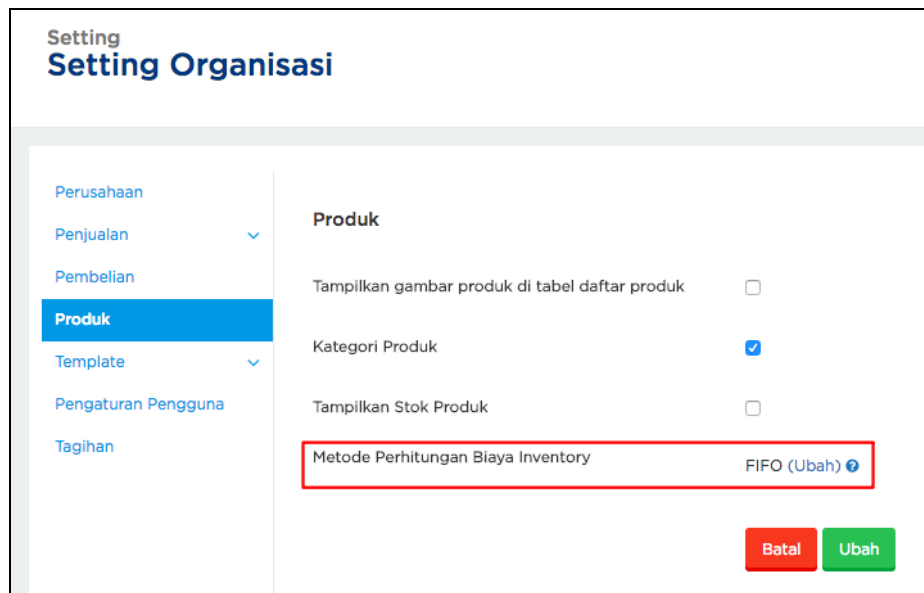 Setting
Setting Organisasi
Perusahaan
Penjualan
Pembelian
Produk
Template
Pengaturan Pengguna
Tagihan
Produk
Tampilkan gambar produk di tabel daftar produk
Kategori Produk
Tampilkan Stok Produk
Metode Perhitungan Biaya Inventory
FIFO (Ubah) ?
Batal
Ubah